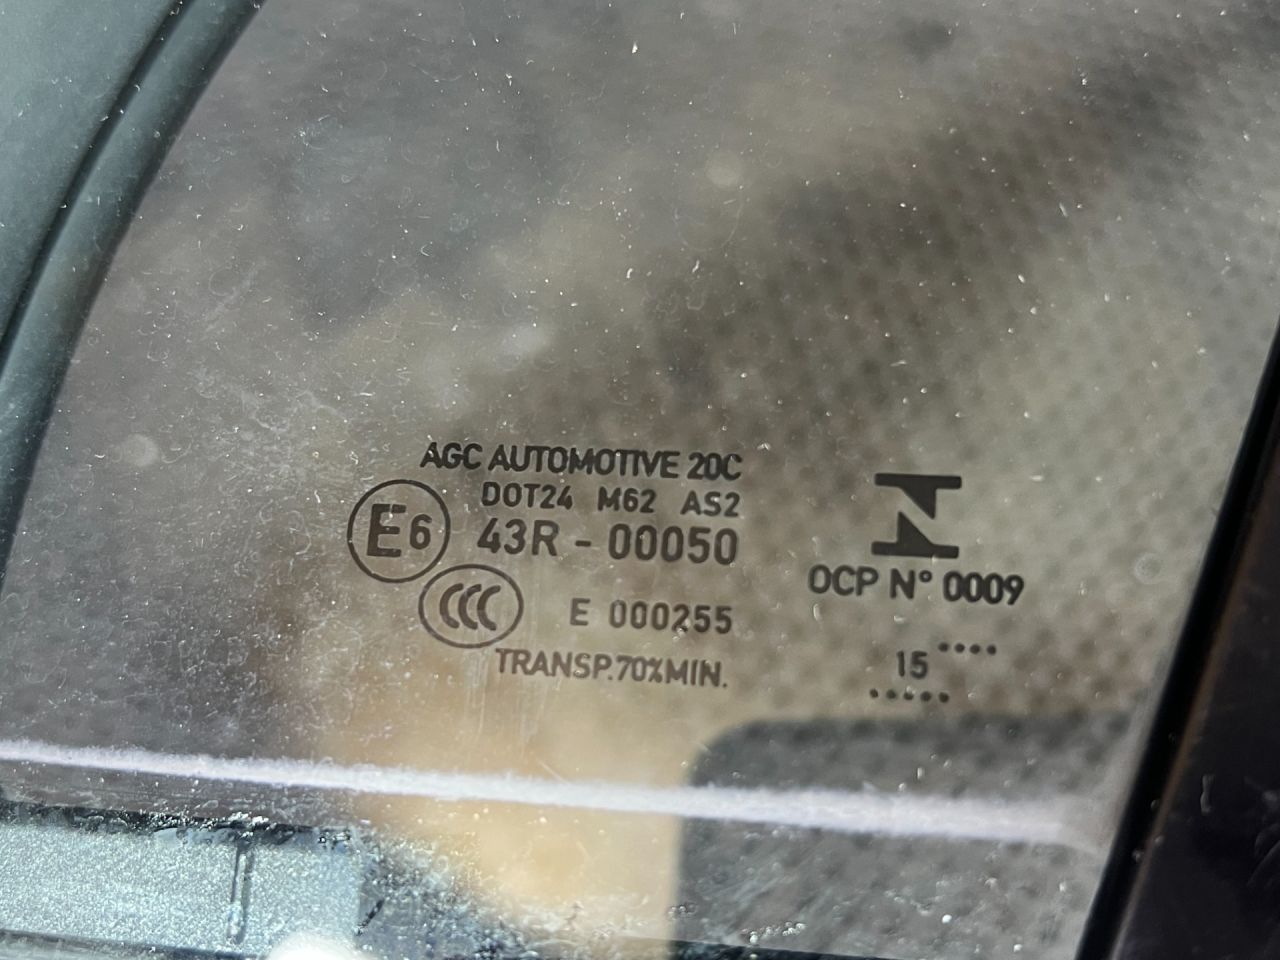 AGC AUTOMOTIVE 20C
DOT24 M62 AS2
E6 43R - 00050
CCC E 000255
TRANSP.70%MIN.
N
OCP N° 0009
15